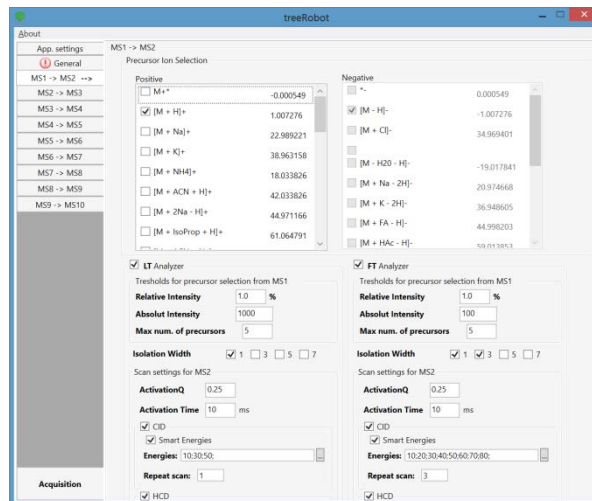 treeRobot
About
App. settings
General
MS1 -> MS2 -->
MS2 -> MS3
MS3 -> MS4
MS4 -> MS5
MS5 -> MS6
MS6 -> MS7
MS7 -> MS8
MS8 -> MS9
MS9 -> MS10
Acquisition
MS1 -> MS2
Precursor Ion Selection
Positive
M+* -0.000549
[M + H]+ 1.007276
[M + Na]+ 22.989221
[M + K]+ 38.963158
[M + NH4]+ 18.033826
[M + ACN + H]+ 42.033826
[M + 2Na - H]+ 44.971166
[M + IsoProp + H]+ 61.064791
Negative
*- 0.000549
[M - H]- -1.007276
[M + Cl]- 34.969401
[M - H20 - H]- -19.017841
[M + Na - 2H]- 20.974668
[M + K - 2H]- 36.948605
[M + FA - H]- 44.998203
[M + HAc - H]- 59.013853
LT Analyzer
Tresholds for precursor selection from MS1
Relative Intensity 1.0 %
Absolut Intensity 1000
Max num. of precursors 5
Isolation Width 1 3 5 7
Scan settings for MS2
ActivationQ 0.25
Activation Time 10 ms
CID
Smart Energies
Energies: 10;30;50; ...
Repeat scan: 1
HCD
FT Analyzer
Tresholds for precursor selection from MS1
Relative Intensity 1.0 %
Absolut Intensity 100
Max num. of precursors 5
Isolation Width 1 3 5 7
Scan settings for MS2
ActivationQ 0.25
Activation Time 10 ms
CID
Smart Energies
Energies: 10;20;30;40;50;60;70;80; ...
Repeat scan: 3
HCD